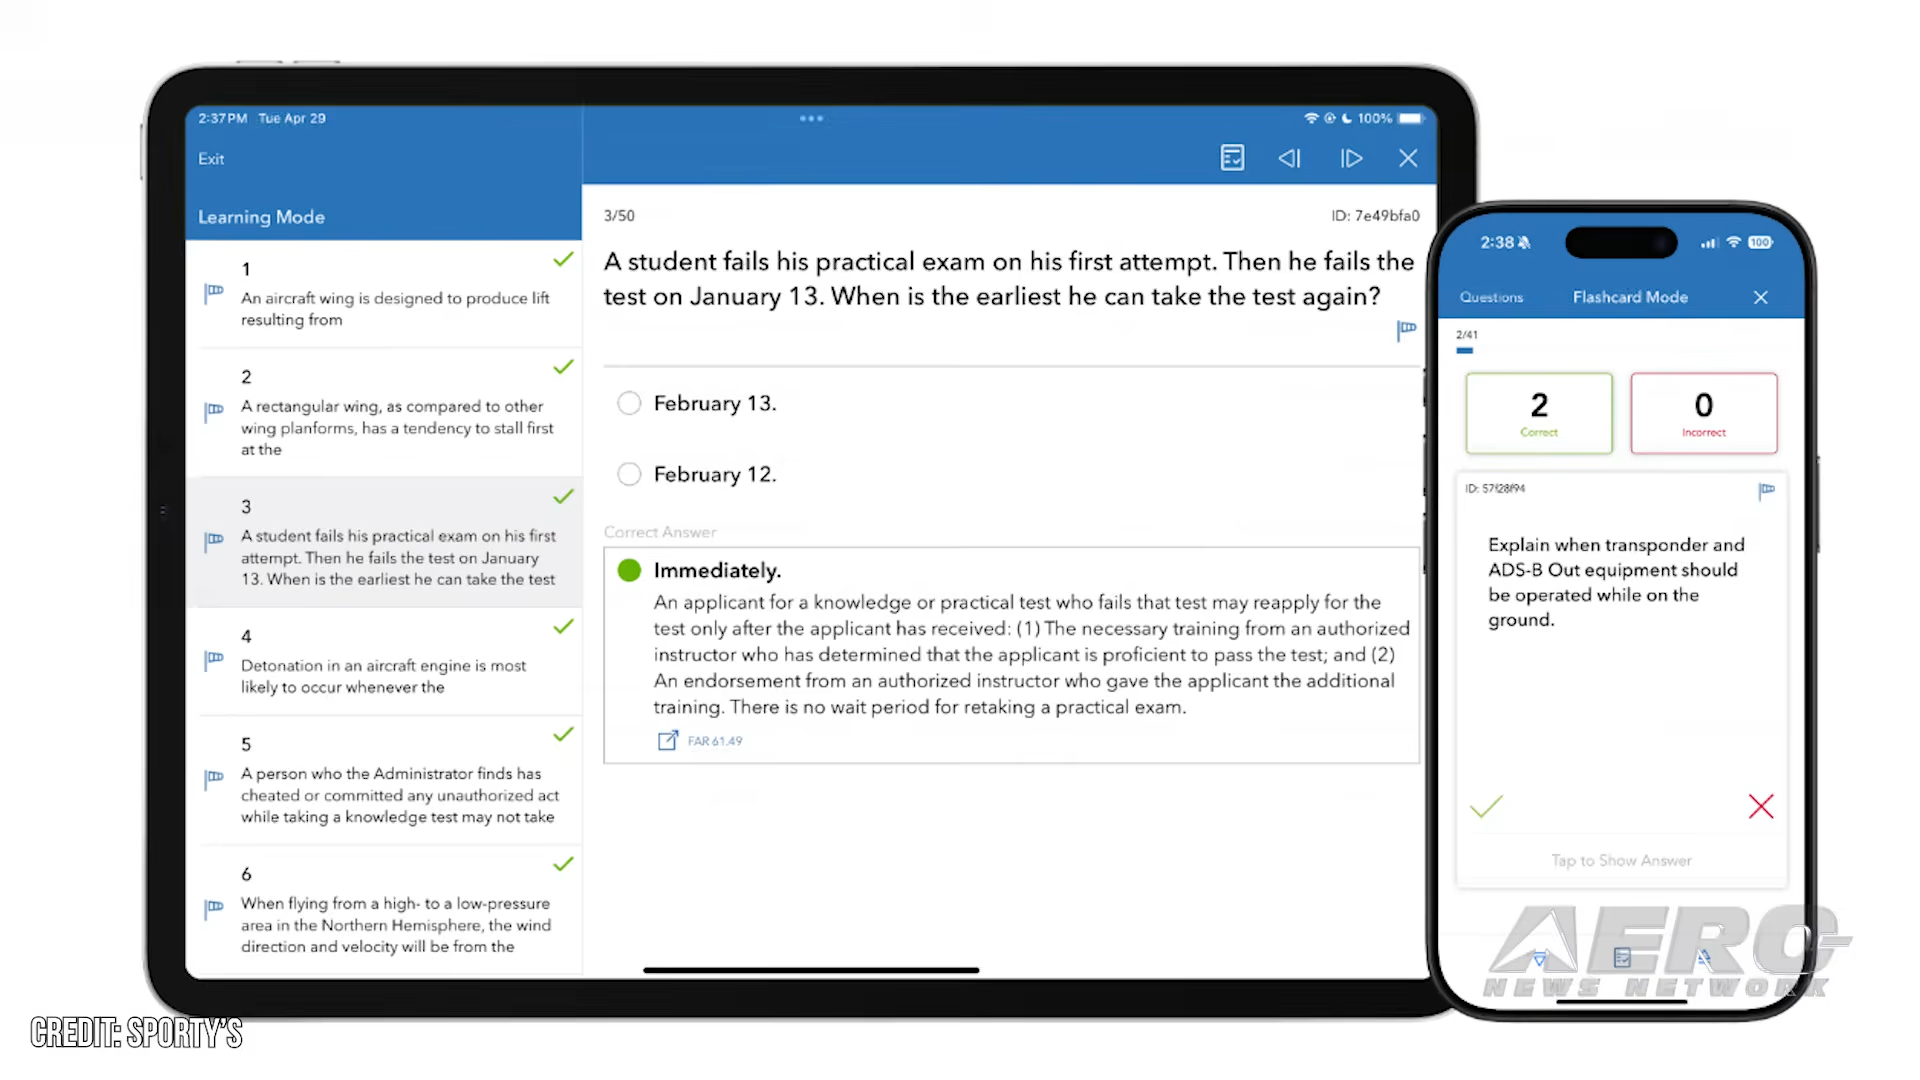 2:37PM Tue Apr 29
100%
Exit
Learning Mode
1
An aircraft wing is designed to produce lift
resulting from
2
A rectangular wing, as compared to other
wing planforms, has a tendency to stall first
at the
3
A student fails his practical exam on his first
attempt. Then he fails the test on January
13. When is the earliest he can take the test
4
Detonation in an aircraft engine is most
likely to occur whenever the
5
A person who the Administrator finds has
cheated or committed any unauthorized act
while taking a knowledge test may not take
6
When flying from a high- to a low-pressure
area in the Northern Hemisphere, the wind
direction and velocity will be from the
3/50
ID: 7e49bfa0
A student fails his practical exam on his first attempt. Then he fails the
test on January 13. When is the earliest he can take the test again?
February 13.
February 12.
Correct Answer
Immediately.
An applicant for a knowledge or practical test who fails that test may reapply for the
test only after the applicant has received: (1) The necessary training from an authorized
instructor who has determined that the applicant is proficient to pass the test; and (2)
An endorsement from an authorized instructor who gave the applicant the additional
training. There is no wait period for retaking a practical exam.
FAR 61.49
2:38
100
Questions
Flashcard Mode
2/41
2
Correct
0
Incorrect
ID: 57f28f94
Explain when transponder and
ADS-B Out equipment should
be operated while on the
ground.
Tap to Show Answer
AERO-
NEWS NETWORK
CREDIT: SPORTY'S